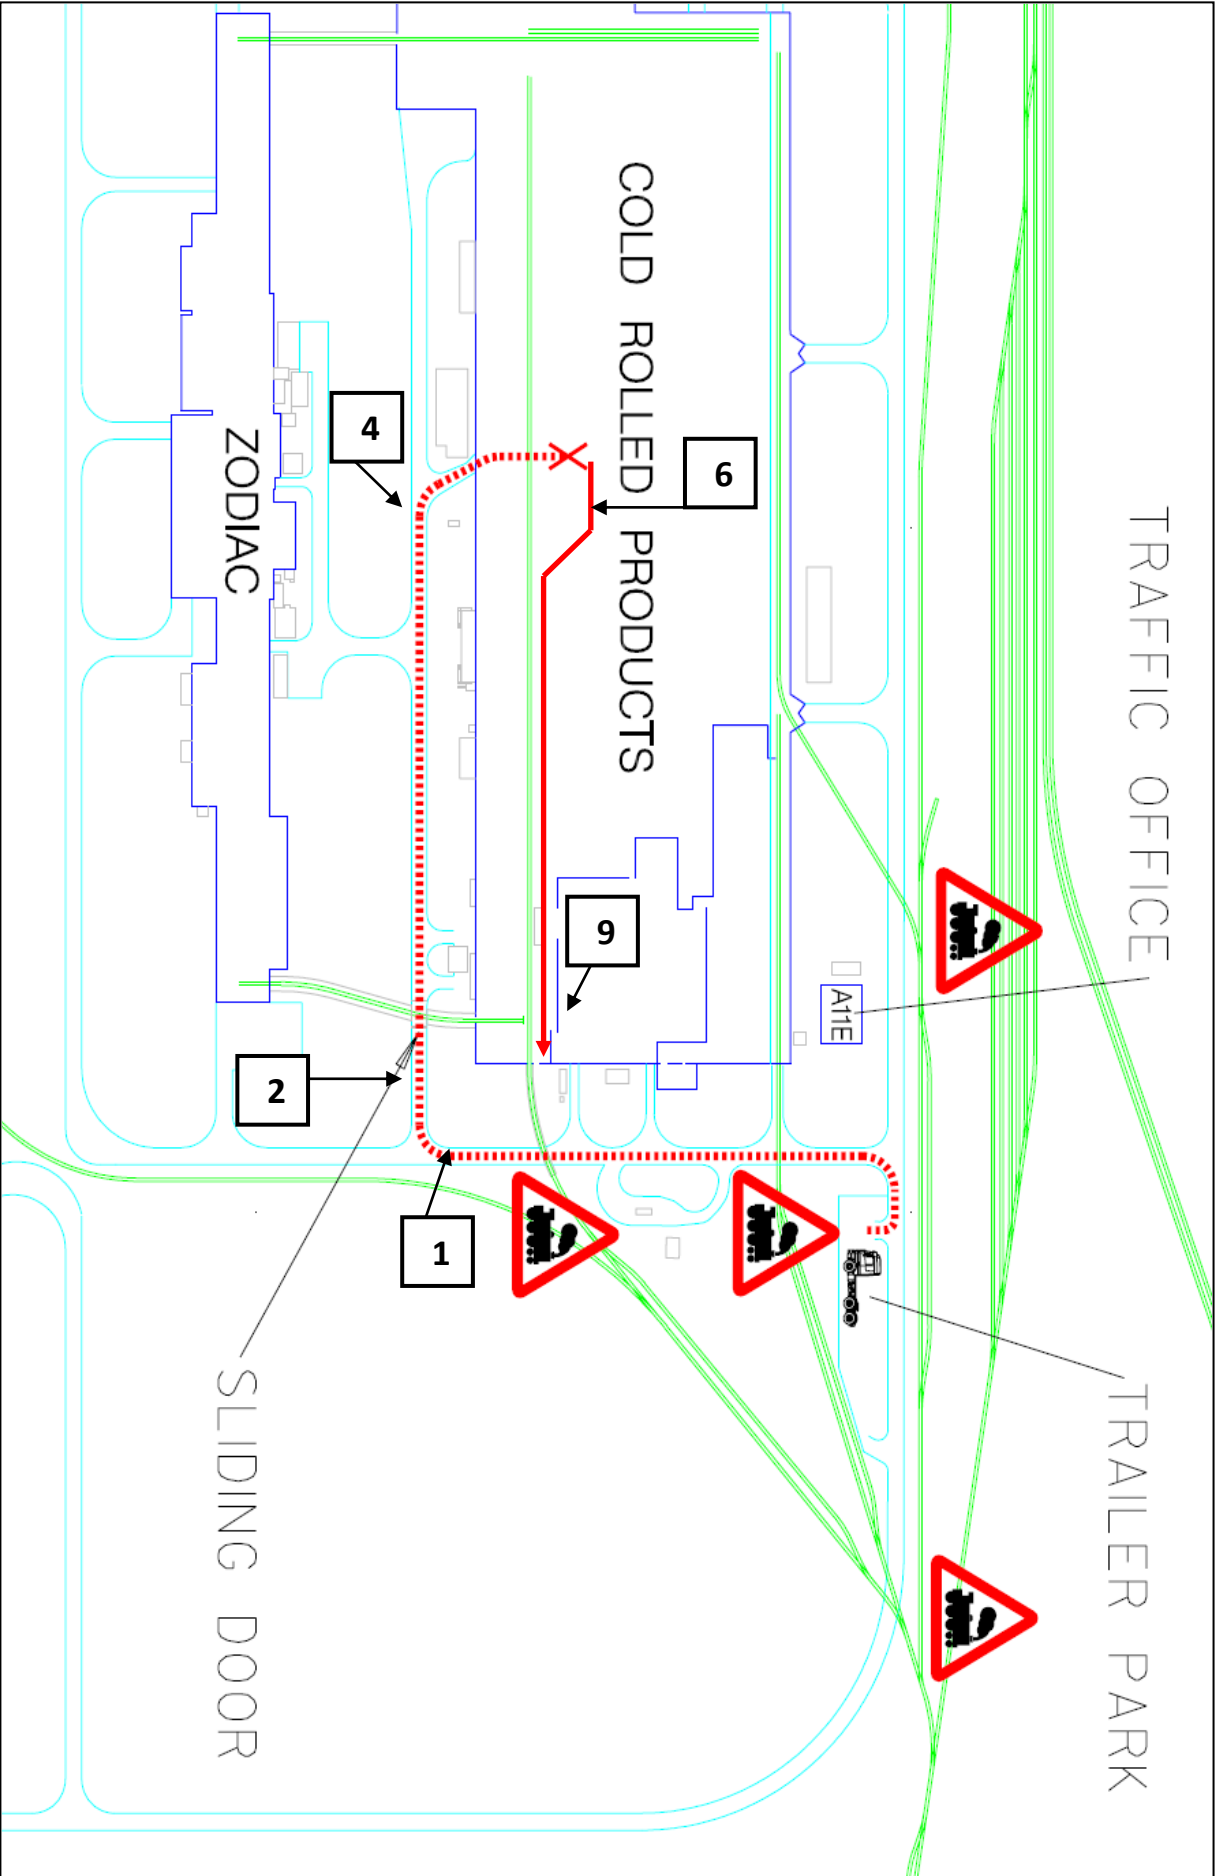 TRAFFIC OFFICE
TRAILER PARK
A11E
COLD ROLLED PRODUCTS
ZODIAC
SLIDING DOOR
4
6
9
2
1